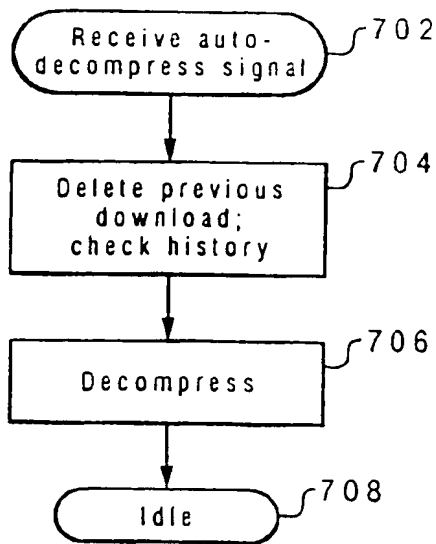 Receive auto-
decompress signal
702
Delete previous
download;
check history
704
Decompress
706
Idle
708